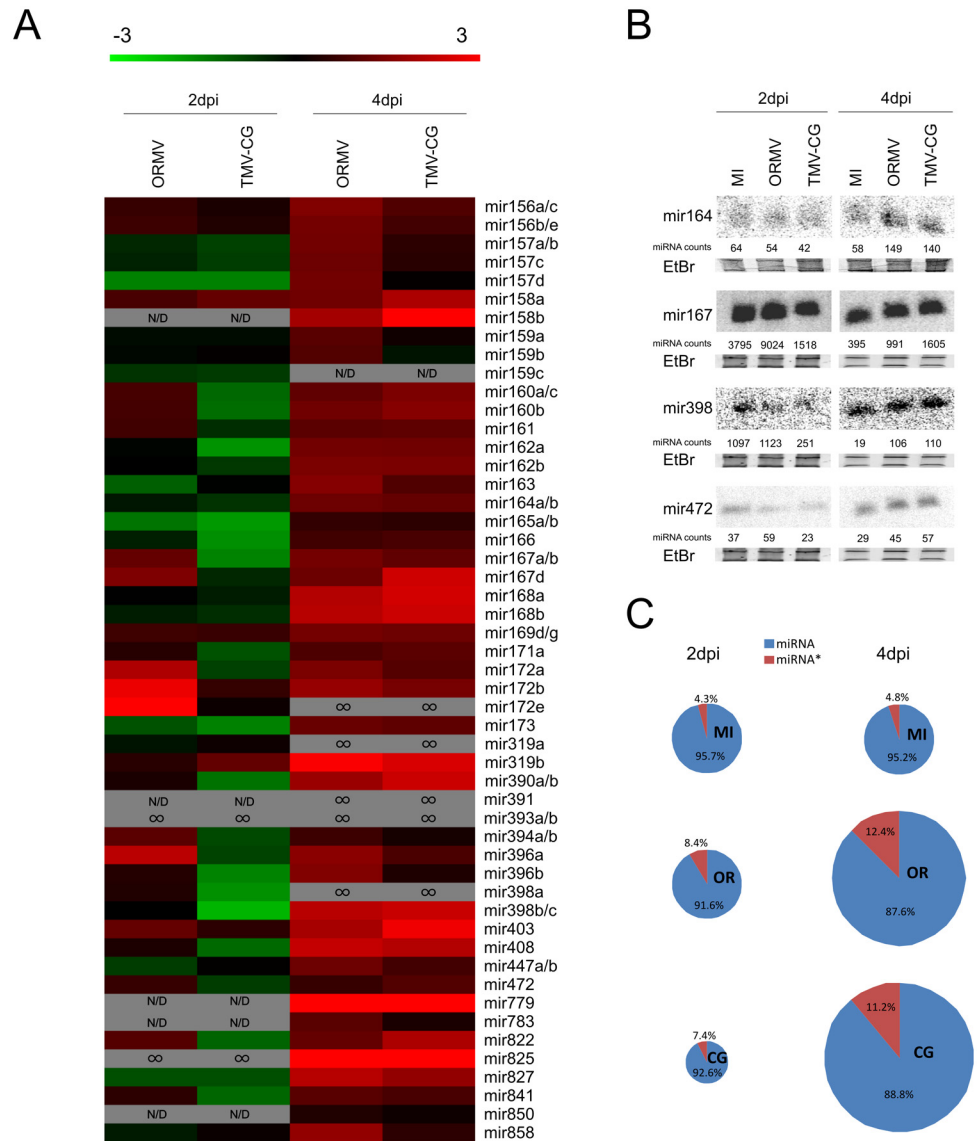 A
-3 3
2dpi 4dpi
ORMV TMV-CG ORMV TMV-CG
mir156a/c
mir156b/e
mir157a/b
mir157c
mir157d
mir158a
N/D N/D mir158b
mir159a
mir159b
N/D N/D mir159c
mir160a/c
mir160b
mir161
mir162a
mir162b
mir163
mir164a/b
mir165a/b
mir166
mir167a/b
mir167d
mir168a
mir168b
mir169d/g
mir171a
mir172a
mir172b
∞ ∞ mir172e
mir173
∞ ∞ mir319a
mir319b
mir390a/b
N/D N/D ∞ ∞ mir391
∞ ∞ ∞ ∞ mir393a/b
mir394a/b
mir396a
mir396b
∞ ∞ mir398a
mir398b/c
mir403
mir408
mir447a/b
mir472
N/D N/D mir779
N/D N/D mir783
mir822
∞ ∞ mir825
mir827
mir841
N/D N/D mir850
mir858
B
2dpi 4dpi
MI ORMV TMV-CG MI ORMV TMV-CG
mir164
miRNA counts 64 54 42 58 149 140
EtBr
mir167
miRNA counts 3795 9024 1518 395 991 1605
EtBr
mir398
miRNA counts 1097 1123 251 19 106 110
EtBr
mir472
miRNA counts 37 59 23 29 45 57
EtBr
C
miRNA
miRNA*
2dpi 4dpi
4.3% 4.8%
MI MI
95.7% 95.2%
8.4% 12.4%
OR OR
91.6% 87.6%
7.4% 11.2%
CG CG
92.6% 88.8%